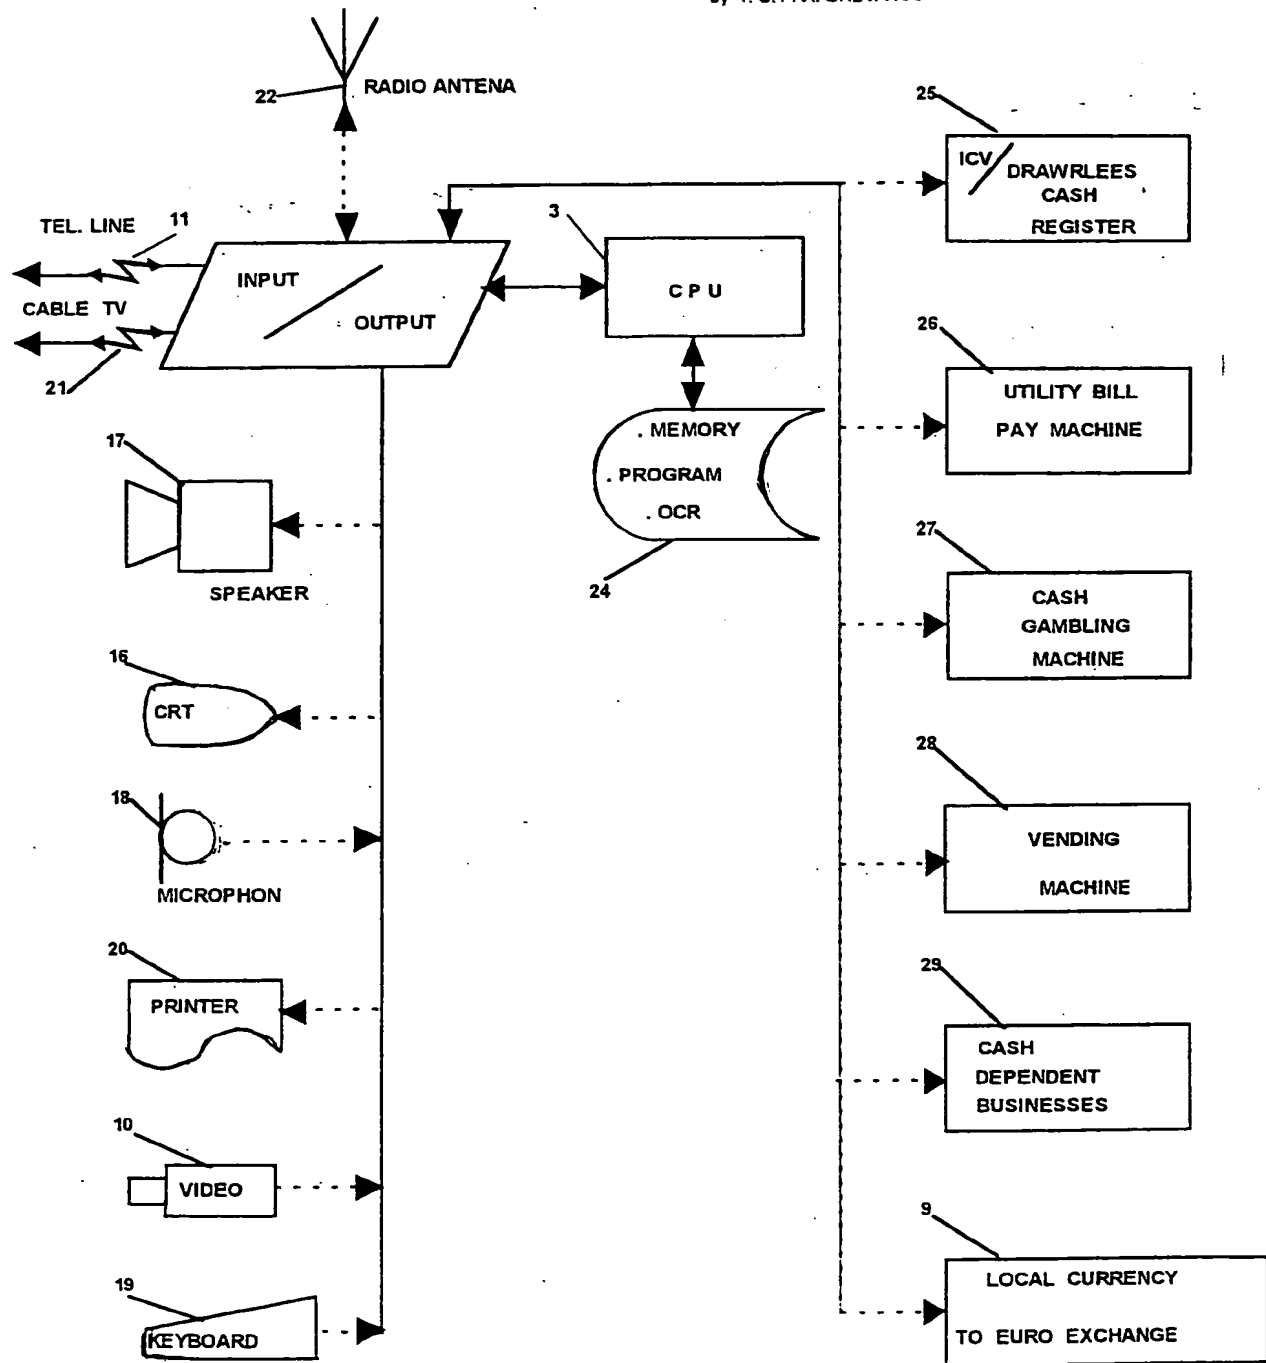 22
RADIO ANTENA
25
ICV
DRAWRLEES
CASH
REGISTER
TEL. LINE
11
3
INPUT
OUTPUT
C P U
CABLE TV
21
26
UTILITY BILL
PAY MACHINE
. MEMORY
. PROGRAM
. OCR
24
17
SPEAKER
27
CASH
GAMBLING
MACHINE
16
CRT
28
VENDING
MACHINE
18
MICROPHON
20
PRINTER
29
CASH
DEPENDENT
BUSINESSES
10
VIDEO
9
LOCAL CURRENCY
TO EURO EXCHANGE
19
KEYBOARD